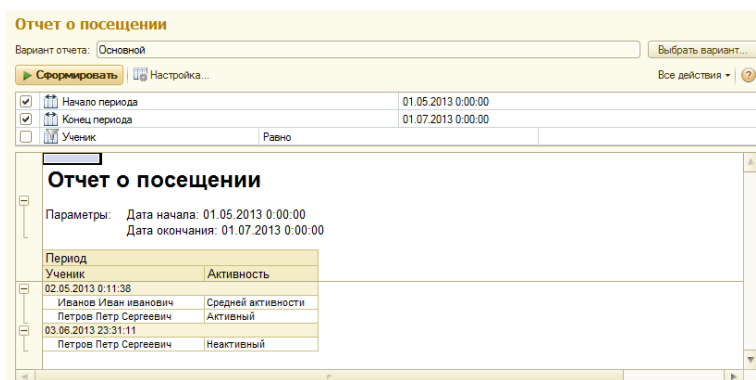 Отчет о посещении
Вариант отчета: Основной Выбрать вариант...
Сформировать Настройка... Все действия ?
Начало периода 01.05.2013 0:00:00
Конец периода 01.07.2013 0:00:00
Ученик Равно
Отчет о посещении
Параметры: Дата начала: 01.05.2013 0:00:00
Дата окончания: 01.07.2013 0:00:00
Период
Ученик Активность
02.05.2013 0:11:38
Иванов Иван иванович Средней активности
Петров Петр Сергеевич Активный
03.06.2013 23:31:11
Петров Петр Сергеевич Неактивный